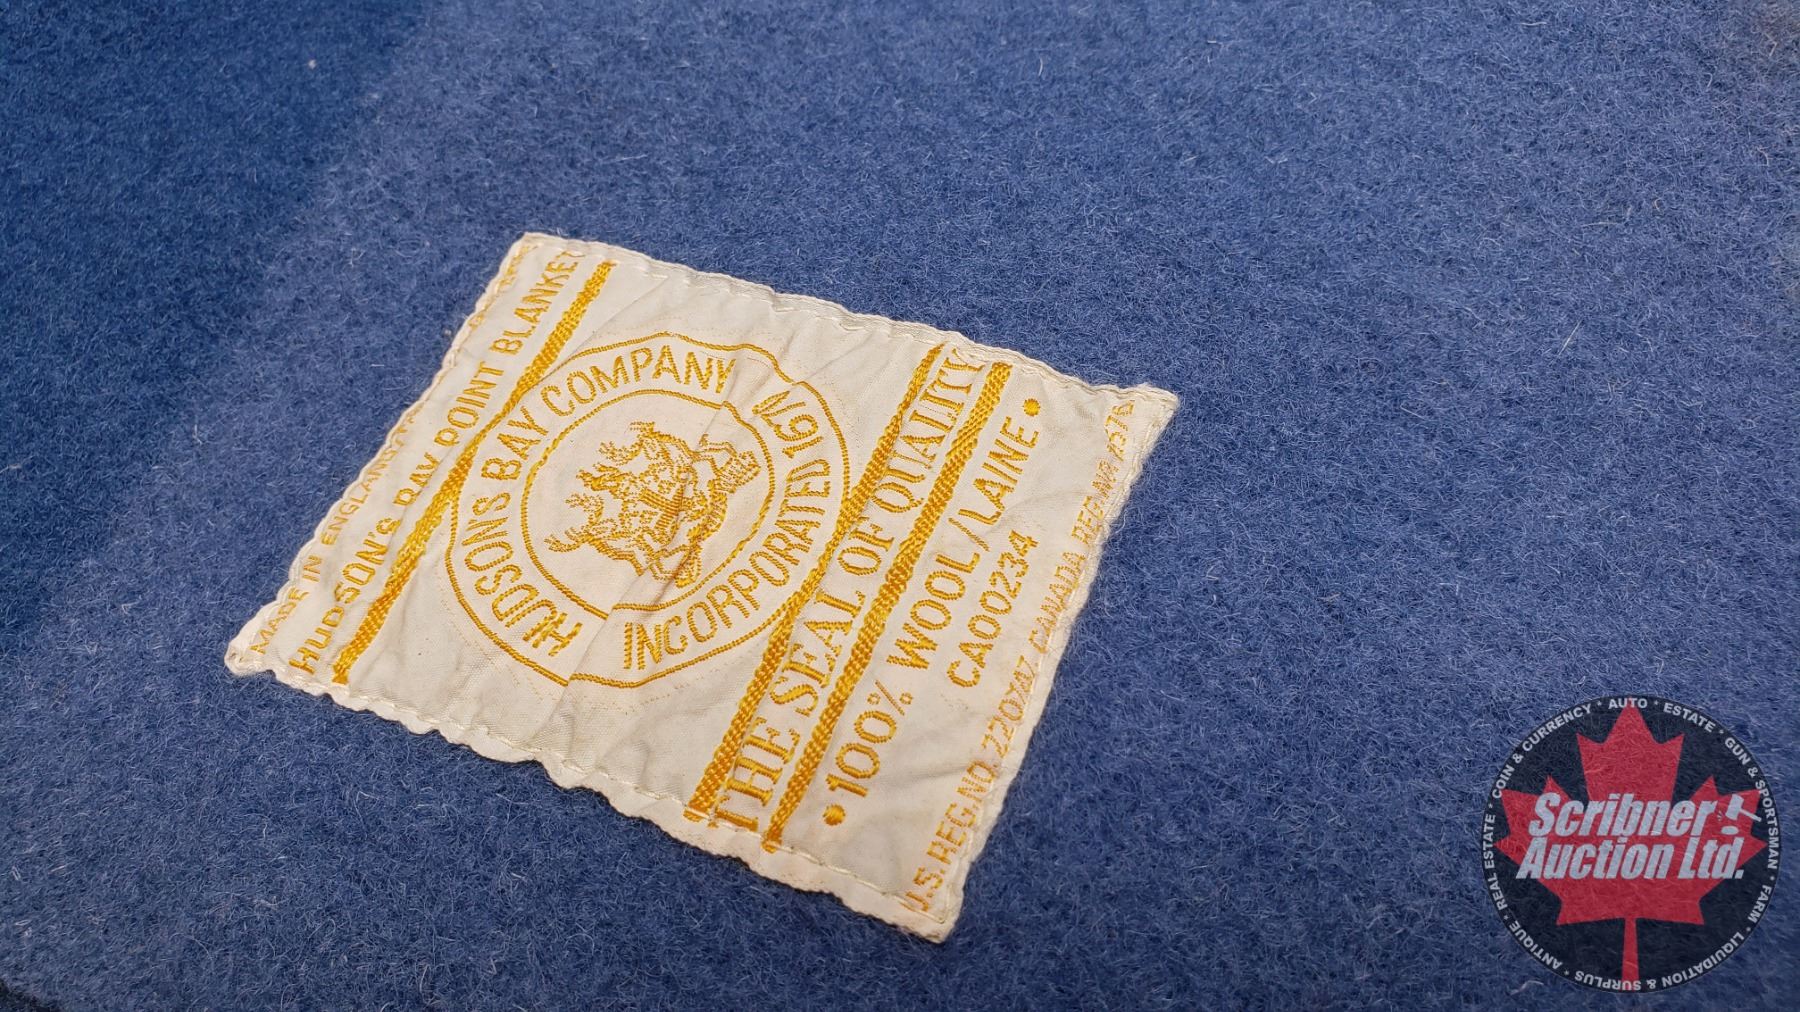 MADE IN ENGLAND
HUDSON'S BAY POINT BLANKET
HUDSONS BAY COMPANY
INCORPORATED 1670
THE SEAL OF QUALITY
• 100% WOOL/LAINE •
CA00234
U.S. REG. NO. CANADA REG. NO.
ANTIQUE * REAL ESTATE * COIN & CURRENCY * AUTO * ESTATE * GUN & SPORTSMAN * FARM * LIQUIDATION & SURPLUS *
Scribner !
Auction Ltd.